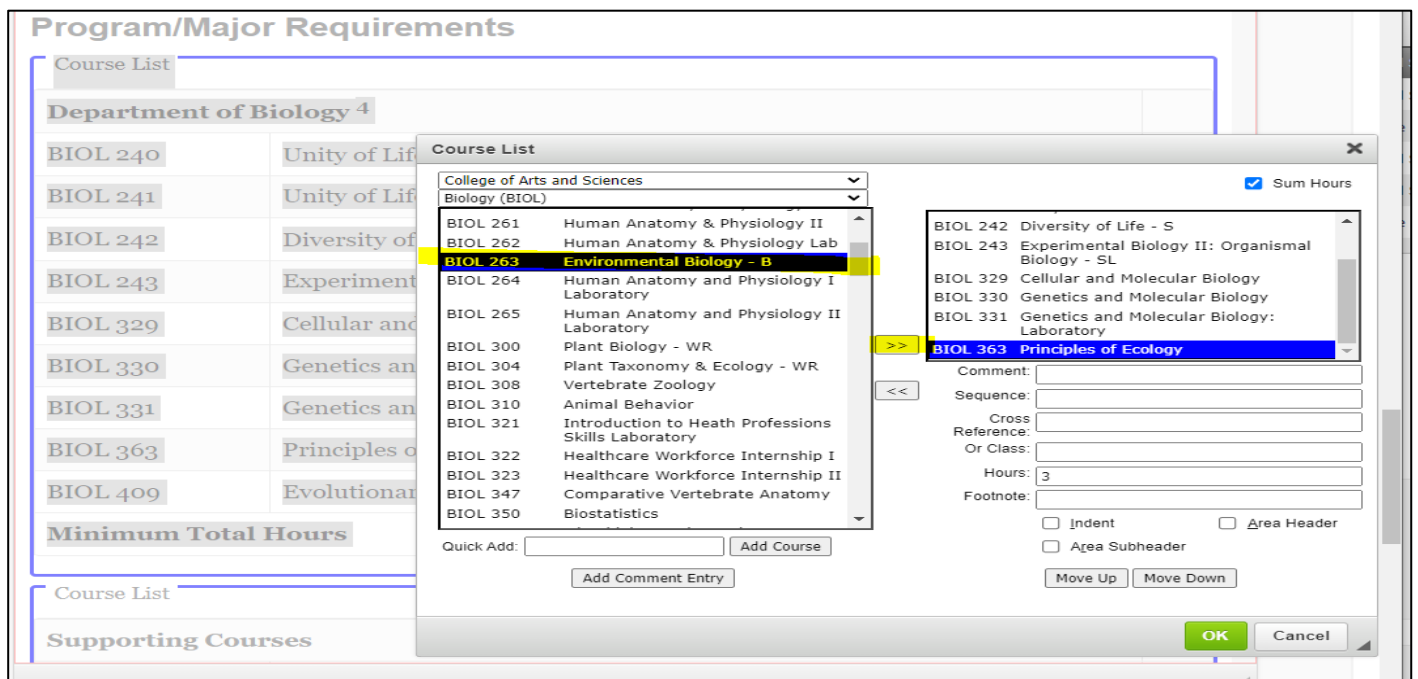 Program/Major Requirements
Course List
Department of Biology 4
BIOL 240 Unity of Lif
BIOL 241 Unity of Lif
BIOL 242 Diversity of
BIOL 243 Experiment
BIOL 329 Cellular and
BIOL 330 Genetics an
BIOL 331 Genetics an
BIOL 363 Principles o
BIOL 409 Evolutionar
Minimum Total Hours
Course List
Supporting Courses
Course List
College of Arts and Sciences
Biology (BIOL)
Sum Hours
BIOL 261 Human Anatomy & Physiology II
BIOL 262 Human Anatomy & Physiology Lab
BIOL 263 Environmental Biology - B
BIOL 264 Human Anatomy and Physiology I
Laboratory
BIOL 265 Human Anatomy and Physiology II
Laboratory
BIOL 300 Plant Biology - WR
BIOL 304 Plant Taxonomy & Ecology - WR
BIOL 308 Vertebrate Zoology
BIOL 310 Animal Behavior
BIOL 321 Introduction to Heath Professions
Skills Laboratory
BIOL 322 Healthcare Workforce Internship I
BIOL 323 Healthcare Workforce Internship II
BIOL 347 Comparative Vertebrate Anatomy
BIOL 350 Biostatistics
>>
<<
BIOL 242 Diversity of Life - S
BIOL 243 Experimental Biology II: Organismal
Biology - SL
BIOL 329 Cellular and Molecular Biology
BIOL 330 Genetics and Molecular Biology
BIOL 331 Genetics and Molecular Biology:
Laboratory
BIOL 363 Principles of Ecology
Comment:
Sequence:
Cross
Reference:
Or Class:
Hours: 3
Footnote:
Indent Area Header
Area Subheader
Quick Add: Add Course
Add Comment Entry
Move Up Move Down
OK Cancel